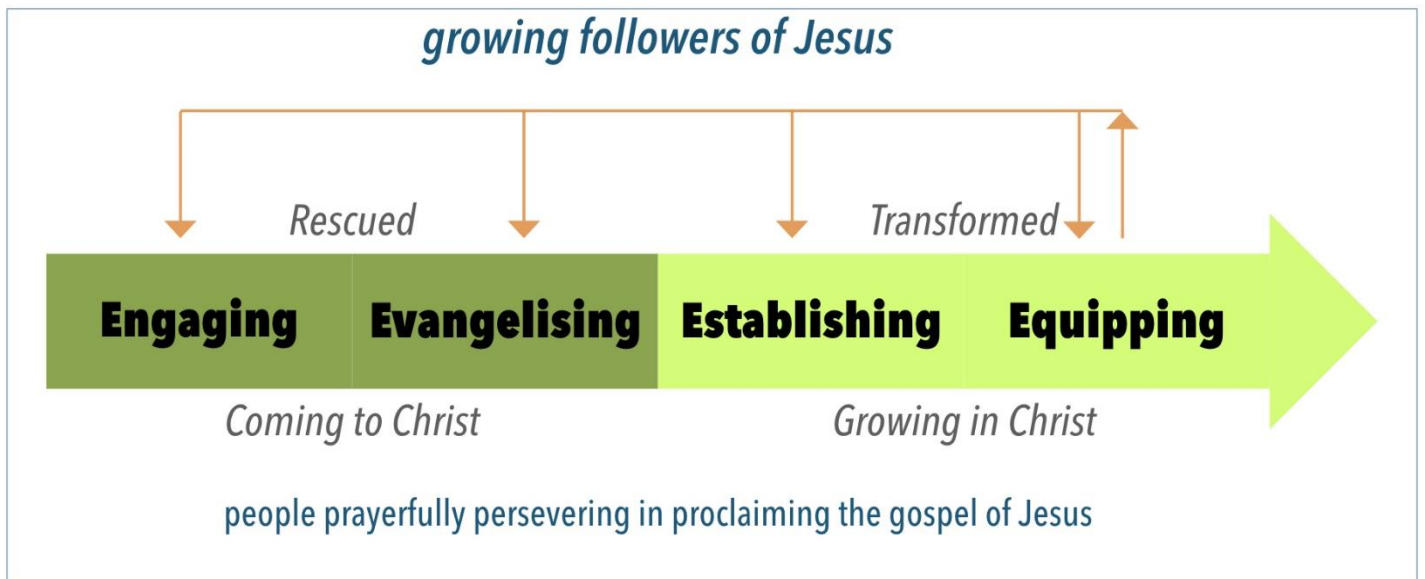 growing followers of Jesus
Rescued Transformed
Engaging Evangelising Establishing Equipping
Coming to Christ Growing in Christ
people prayerfully persevering in proclaiming the gospel of Jesus